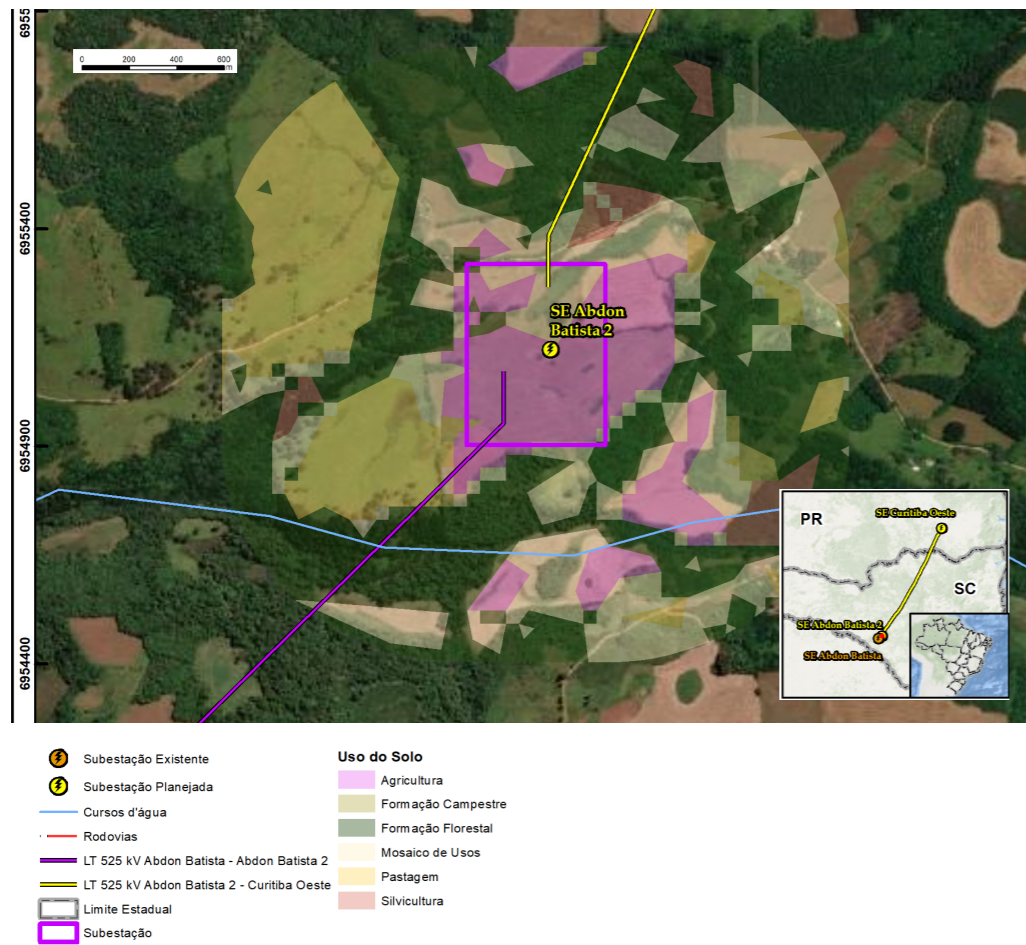 6955
0 200 400 600
m
6955400
SE Abdon
Batista 2
6954900
PR
SE Curitiba Oeste
SC
SE Abdon Batista 2
SE Abdon Batista
6954400
Subestação Existente
Subestação Planejada
Cursos d'água
Rodovias
LT 525 kV Abdon Batista - Abdon Batista 2
LT 525 kV Abdon Batista 2 - Curitiba Oeste
Limite Estadual
Subestação
Uso do Solo
Agricultura
Formação Campestre
Formação Florestal
Mosaico de Usos
Pastagem
Silvicultura